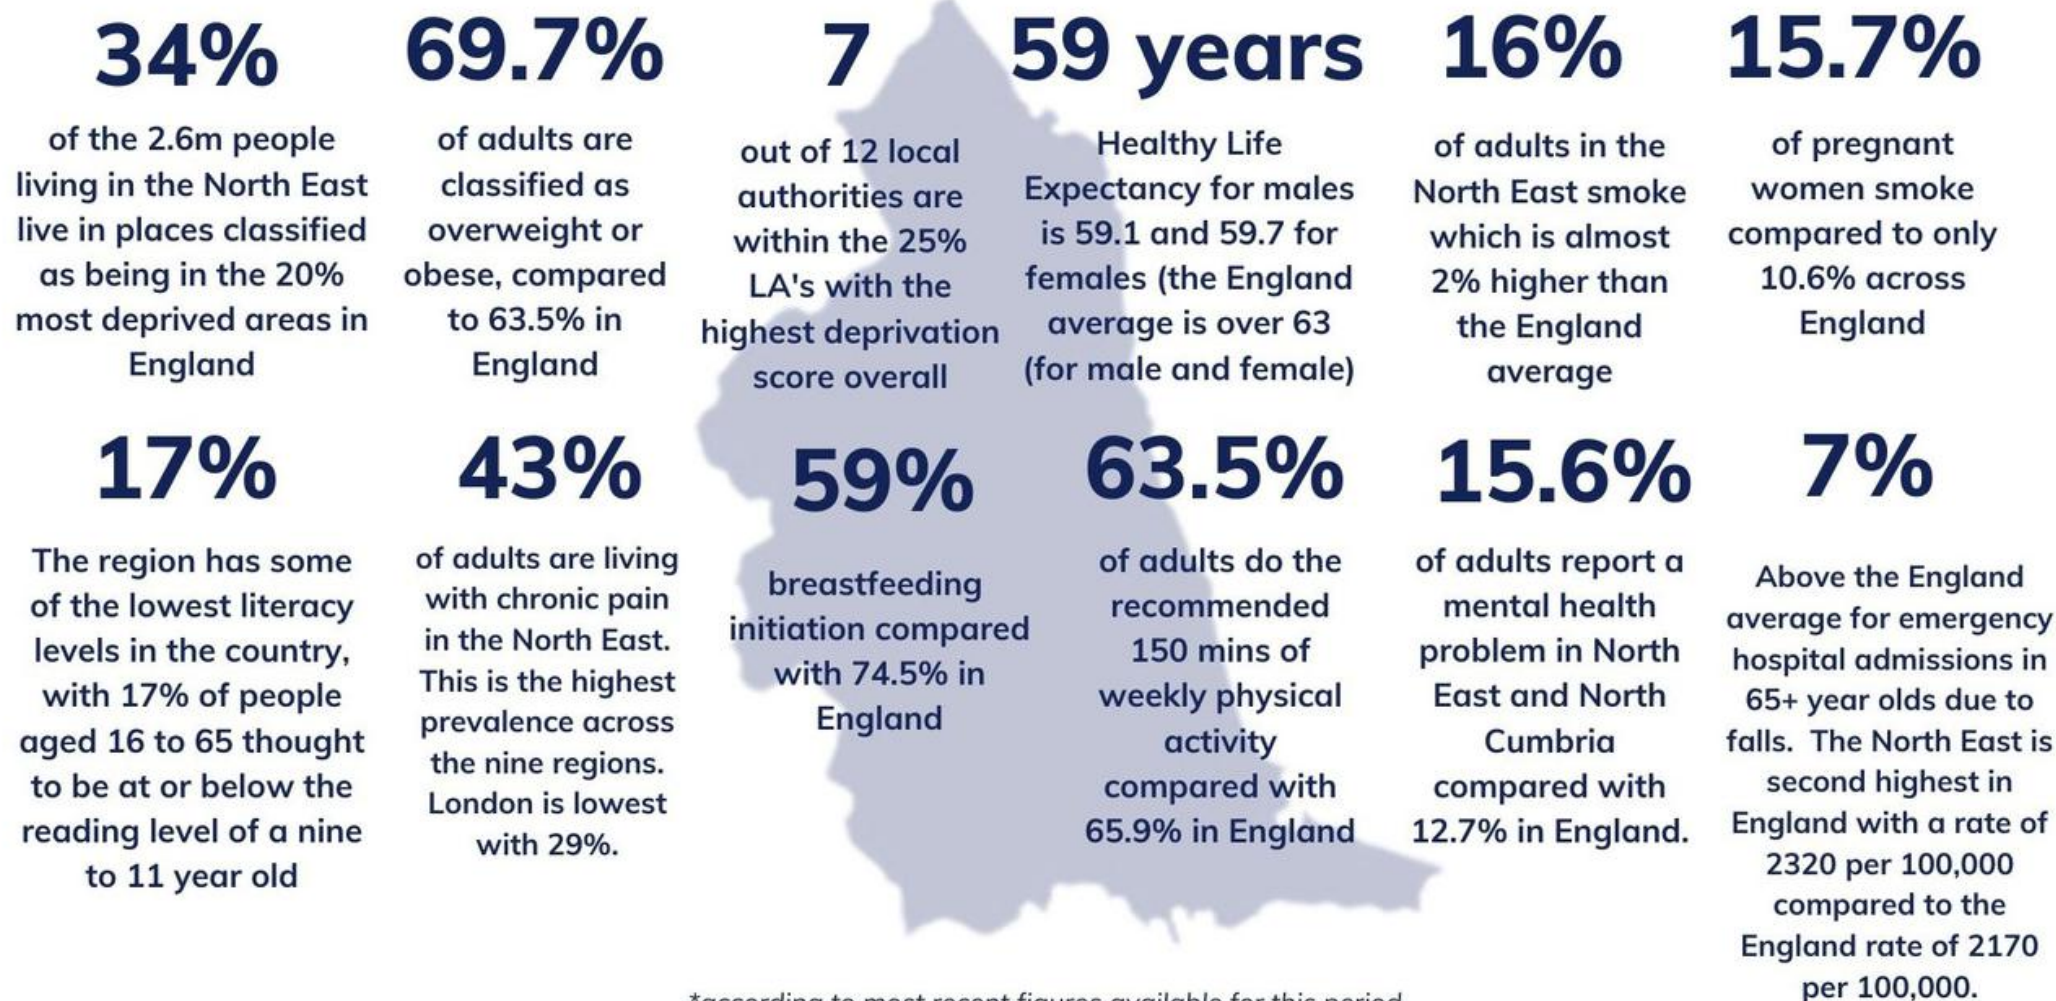 34%
of the 2.6m people
living in the North East
live in places classified
as being in the 20%
most deprived areas in
England
69.7%
of adults are
classified as
overweight or
obese, compared
to 63.5% in
England
7
out of 12 local
authorities are
within the 25%
LA's with the
highest deprivation
score overall
59 years
Healthy Life
Expectancy for males
is 59.1 and 59.7 for
females (the England
average is over 63
(for male and female)
16%
of adults in the
North East smoke
which is almost
2% higher than
the England
average
15.7%
of pregnant
women smoke
compared to only
10.6% across
England
17%
The region has some
of the lowest literacy
levels in the country,
with 17% of people
aged 16 to 65 thought
to be at or below the
reading level of a nine
to 11 year old
43%
of adults are living
with chronic pain
in the North East.
This is the highest
prevalence across
the nine regions.
London is lowest
with 29%.
59%
breastfeeding
initiation compared
with 74.5% in
England
63.5%
of adults do the
recommended
150 mins of
weekly physical
activity
compared with
65.9% in England
15.6%
of adults report a
mental health
problem in North
East and North
Cumbria
compared with
12.7% in England.
7%
Above the England
average for emergency
hospital admissions in
65+ year olds due to
falls. The North East is
second highest in
England with a rate of
2320 per 100,000
compared to the
England rate of 2170
per 100,000.
*according to most recent figures available for this period